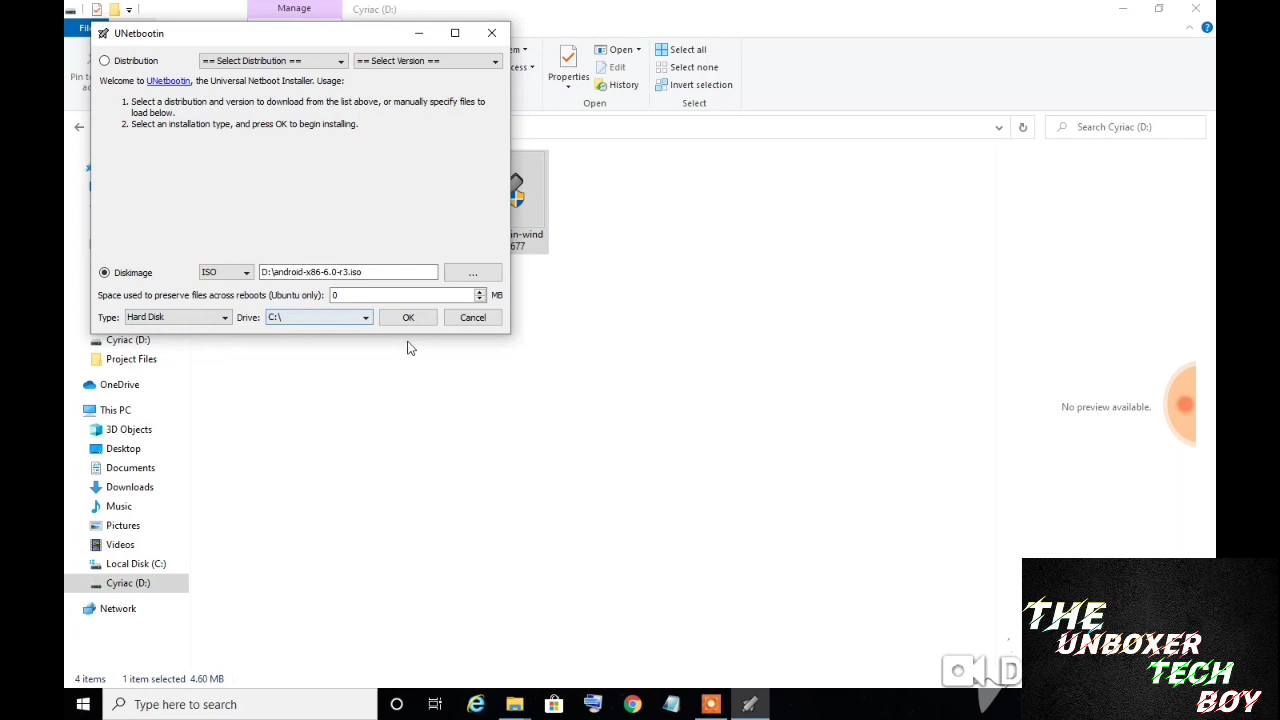 Manage
Cyriac (D:)
UNetbootin
Distribution
== Select Distribution ==
== Select Version ==
Welcome to UNetbootin, the Universal Netboot Installer. Usage:
1. Select a distribution and version to download from the list above, or manually specify files to
load below.
2. Select an installation type, and press OK to begin installing.
Diskimage
ISO
D:\android-x86-6.0-r3.iso
...
Space used to preserve files across reboots (Ubuntu only):
0
MB
Type:
Hard Disk
Drive:
C:\
OK
Cancel
Open
Select all
Properties
Edit
Select none
History
Invert selection
Open
Select
Search Cyriac (D:)
in-wind
677
No preview available.
Cyriac (D:)
Project Files
OneDrive
This PC
3D Objects
Desktop
Documents
Downloads
Music
Pictures
Videos
Local Disk (C:)
Cyriac (D:)
Network
4 items
1 item selected 4.60 MB
Type here to search
THE
UNBOXER
TECH
BOY